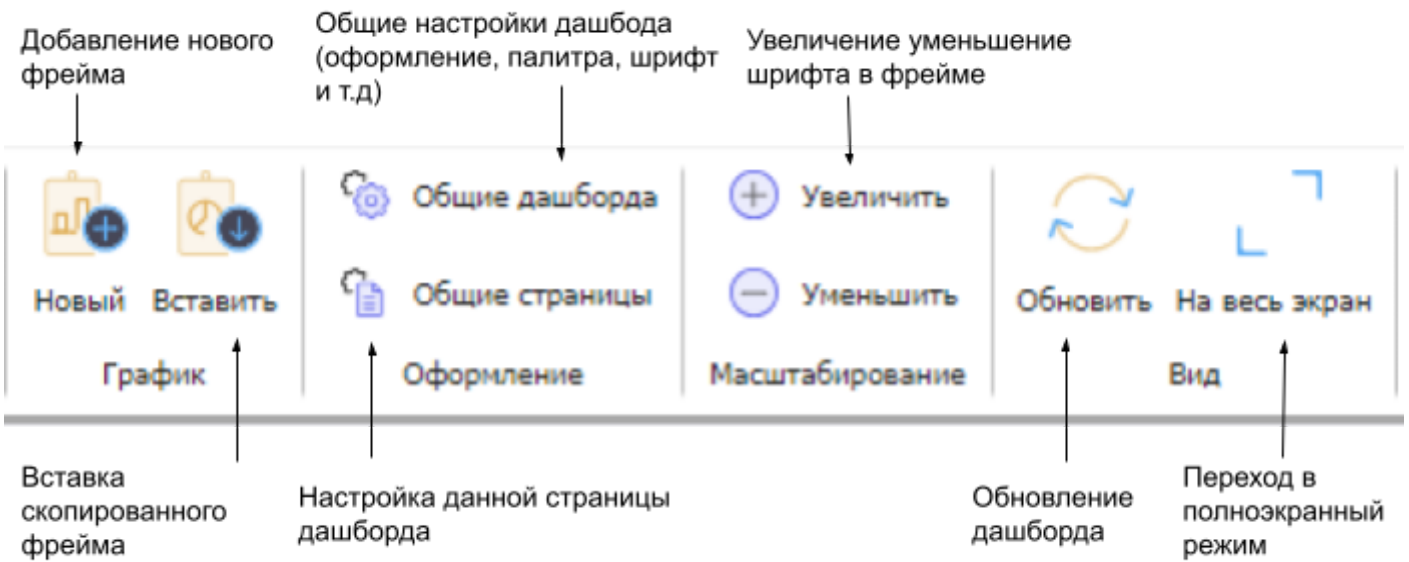 Добавление нового
фрейма
Общие настройки дашбода
(оформление, палитра, шрифт
и т.д)
Увеличение уменьшение
шрифта в фрейме
Новый
Вставить
График
Общие дашборда
Общие страницы
Оформление
Увеличить
Уменьшить
Масштабирование
Обновить
На весь экран
Вид
Вставка
скопированного
фрейма
Настройка данной страницы
дашборда
Обновление
дашборда
Переход в
полноэкранный
режим